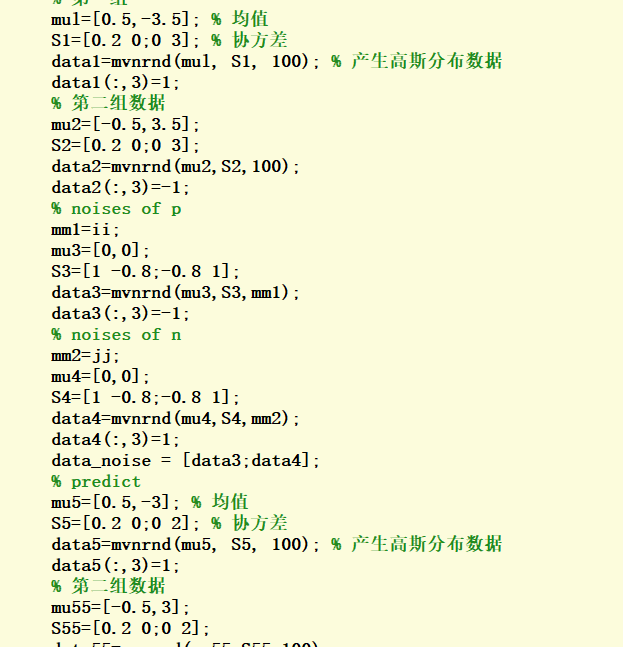 mul=[0.5,-3.5]; % 均值
S1=[0.2 0;0 3]; % 协方差
data1=mvnrnd(mul, S1, 100); % 产生高斯分布数据
data1(:,3)=1;
% 第二组数据
mu2=[-0.5,3.5];
S2=[0.2 0;0 3];
data2=mvnrnd(mu2,S2,100);
data2(:,3)=-1;
% noises of p
mm1=ii;
mu3=[0,0];
S3=[1 -0.8;-0.8 1];
data3=mvnrnd(mu3,S3,mm1);
data3(:,3)=-1;
% noises of n
mm2=jj;
mu4=[0,0];
S4=[1 -0.8;-0.8 1];
data4=mvnrnd(mu4,S4,mm2);
data4(:,3)=1;
data_noise = [data3;data4];
% predict
mu5=[0.5,-3]; % 均值
S5=[0.2 0;0 2]; % 协方差
data5=mvnrnd(mu5, S5, 100); % 产生高斯分布数据
data5(:,3)=1;
% 第二组数据
mu55=[-0.5,3];
S55=[0.2 0;0 2];